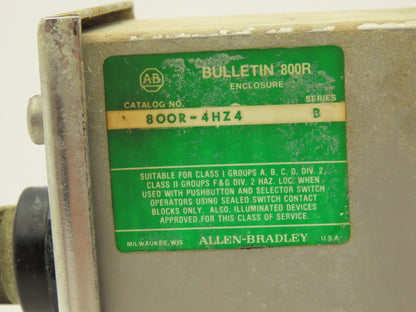 AB
BULLETIN 800R
ENCLOSURE
CATALOG NO. SERIES
800R-4HZ4 B
SUITABLE FOR CLASS I GROUPS A, B, C, D, DIV. 2
CLASS II GROUPS F&G DIV. 2 HAZ. LOC. WHEN
USED WITH PUSHBUTTON AND SELECTOR SWITCH
OPERATORS USING SEALED SWITCH CONTACT
BLOCKS ONLY. ALSO, ILLUMINATED DEVICES
APPROVED FOR THIS CLASS OF SERVICE.
MILWAUKEE, WIS. ALLEN-BRADLEY U.S.A.